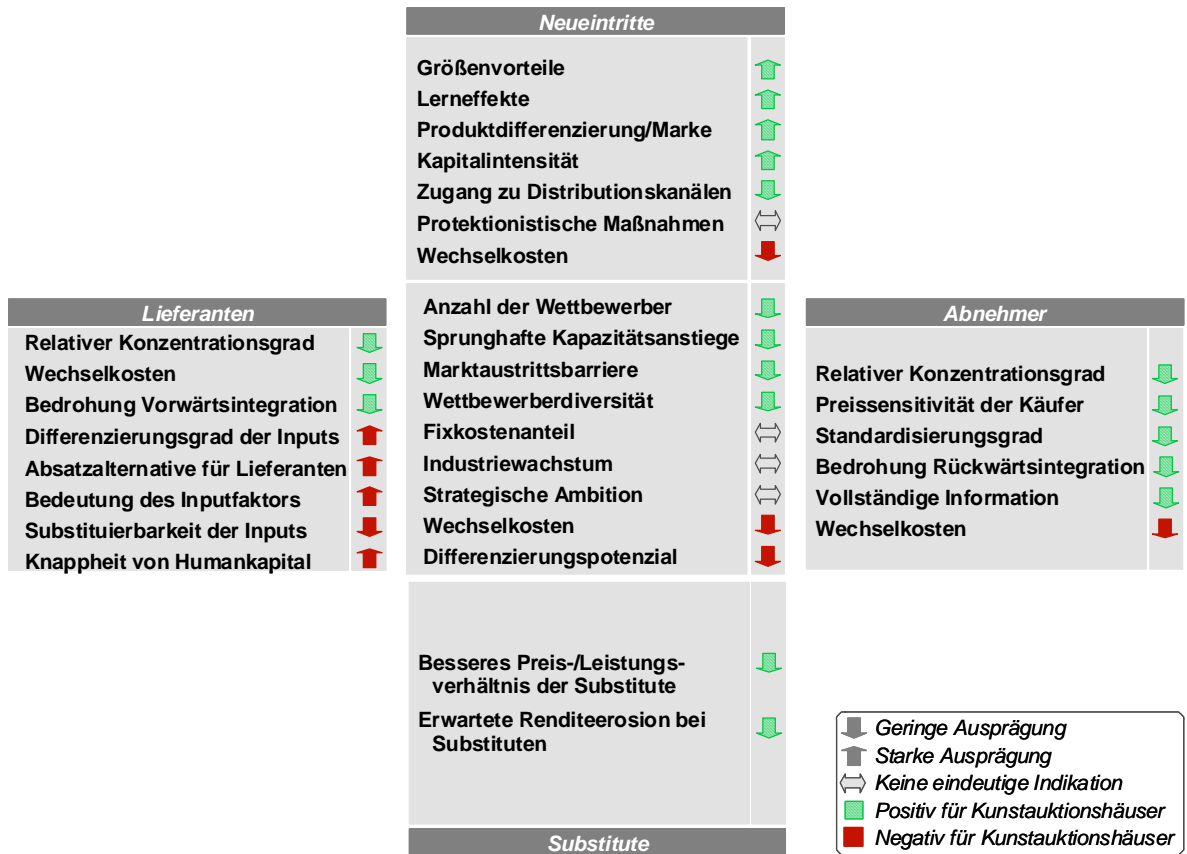 Neueintritte
Größenvorteile
Lerneffekte
Produktdifferenzierung/Marke
Kapitalintensität
Zugang zu Distributionskanälen
Protektionistische Maßnahmen
Wechselkosten
Lieferanten
Relativer Konzentrationsgrad
Wechselkosten
Bedrohung Vorwärtsintegration
Differenzierungsgrad der Inputs
Absatzalternative für Lieferanten
Bedeutung des Inputfaktors
Substituierbarkeit der Inputs
Knappheit von Humankapital
Anzahl der Wettbewerber
Sprunghafte Kapazitätsanstiege
Marktaustrittsbarriere
Wettbewerberdiversität
Fixkostenanteil
Industriewachstum
Strategische Ambition
Wechselkosten
Differenzierungspotenzial
Abnehmer
Relativer Konzentrationsgrad
Preissensitivität der Käufer
Standardisierungsgrad
Bedrohung Rückwärtsintegration
Vollständige Information
Wechselkosten
Besseres Preis-/Leistungs-
verhältnis der Substitute
Erwartete Renditeerosion bei
Substituten
Substitute
Geringe Ausprägung
Starke Ausprägung
Keine eindeutige Indikation
Positiv für Kunstauktionshäuser
Negativ für Kunstauktionshäuser